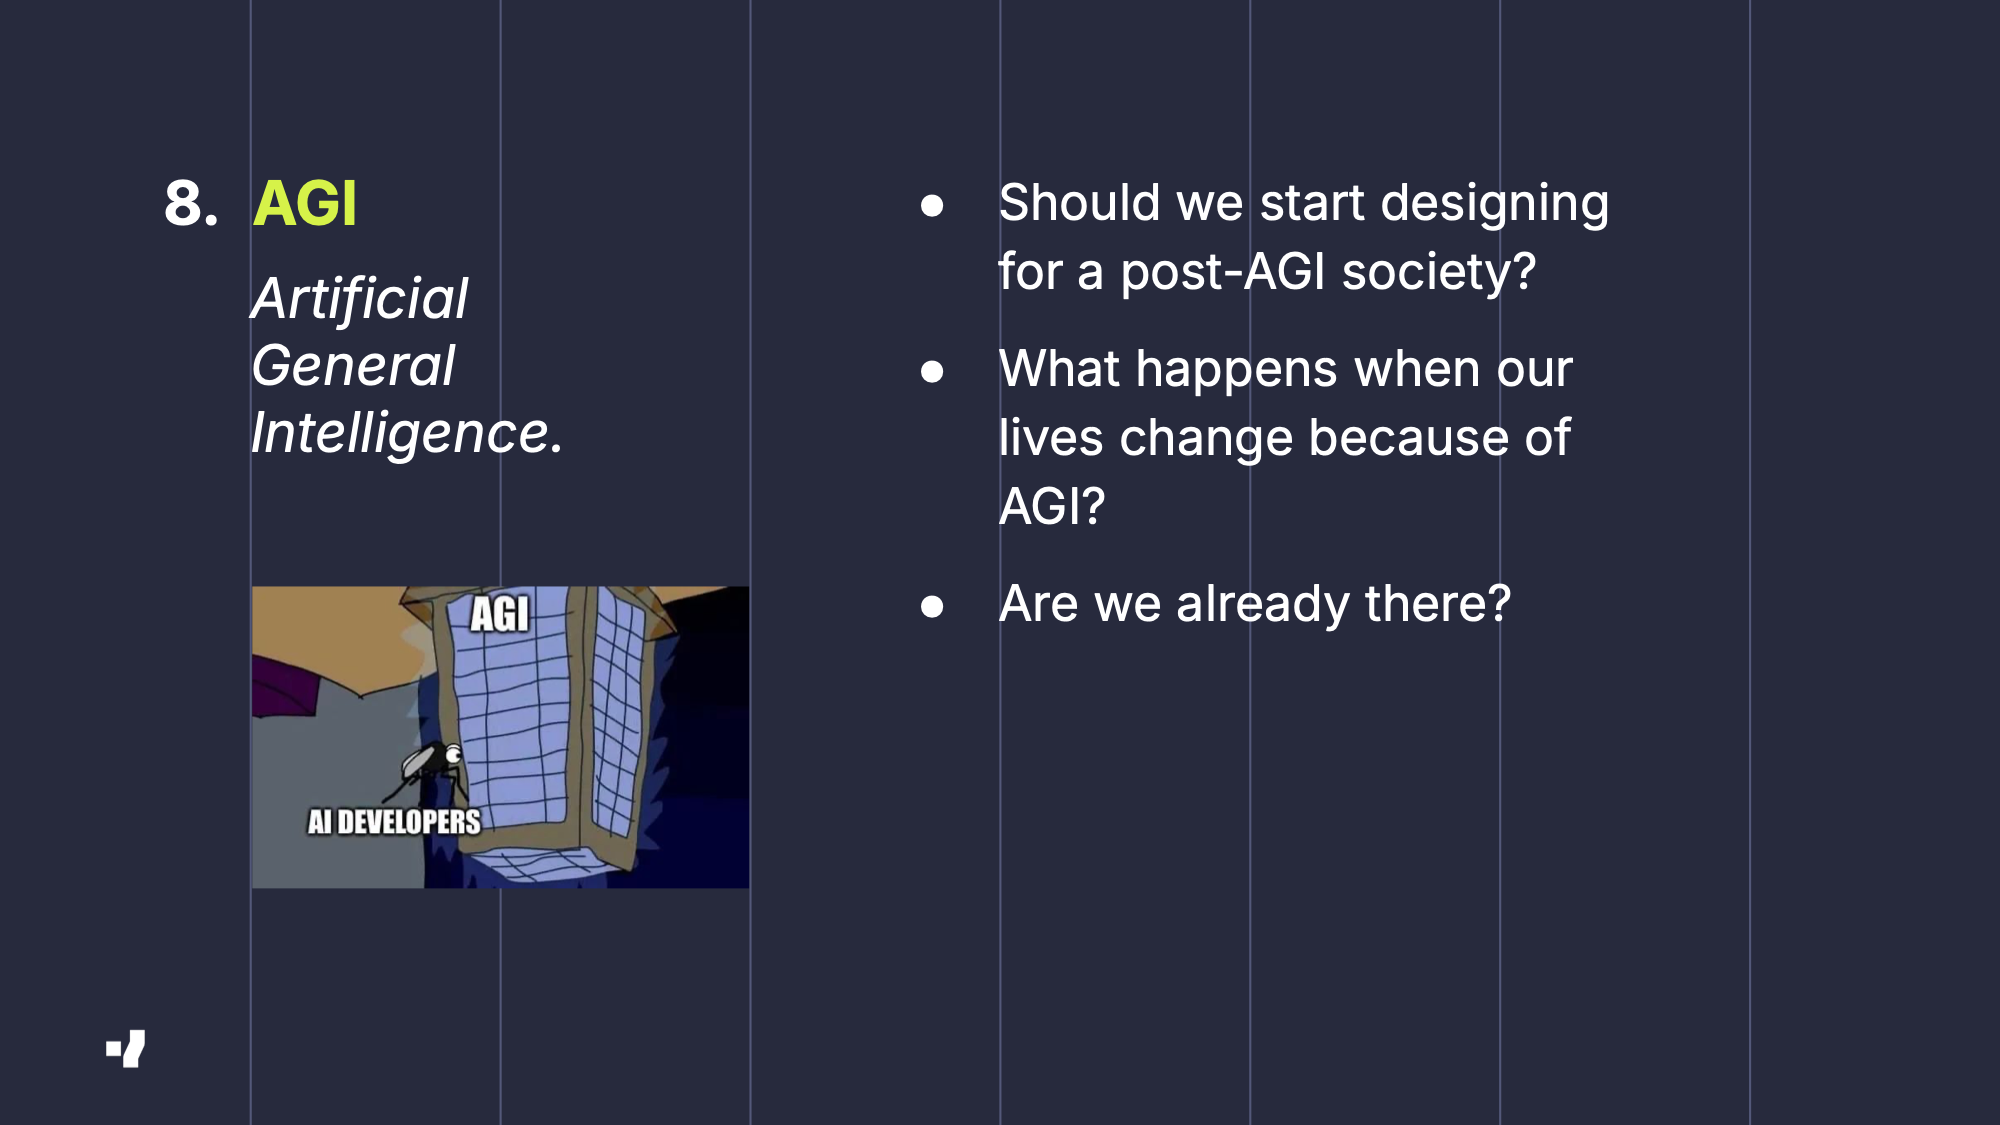 8. AGI
Artificial
General
Intelligence.
AGI
AI DEVELOPERS
● Should we start designing
for a post-AGI society?
● What happens when our
lives change because of
AGI?
● Are we already there?